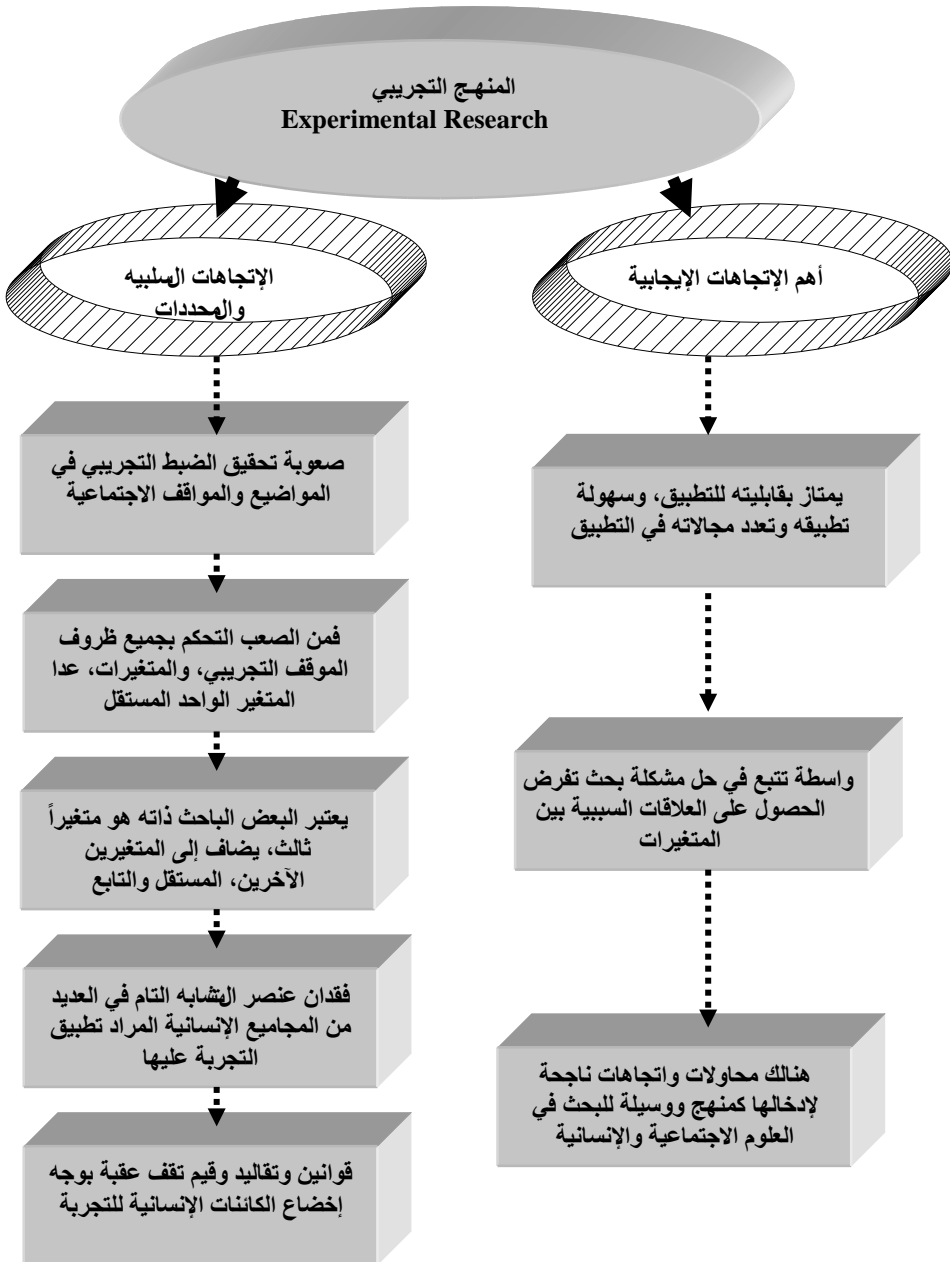 المنهج التجريبي
Experimental Research
أهم الإتجاهات الإيجابية
يمتاز بقابليته للتطبيق، وسهولة
تطبيقه وتعدد مجالاته في التطبيق
واسطة تتبع في حل مشكلة بحث تفرض
الحصول على العلاقات السببية بين
المتغيرات
هنالك محاولات واتجاهات ناجحة
لإدخالها كمنهج ووسيلة للبحث في
العلوم الاجتماعية والإنسانية
الإتجاهات السلبيه
والمحددات
صعوبة تحقيق الضبط التجريبي في
المواضيع والمواقف الاجتماعية
فمن الصعب التحكم بجميع ظروف
الموقف التجريبي، والمتغيرات، عدا
المتغير الواحد المستقل
يعتبر البعض الباحث ذاته هو متغيراً
ثالث، يضاف إلى المتغيرين
الآخرين، المستقل والتابع
فقدان عنصر التشابه التام في العديد
من المجاميع الإنسانية المراد تطبيق
التجربة عليها
قوانين وتقاليد وقيم تقف عقبة بوجه
إخضاع الكائنات الإنسانية للتجربة